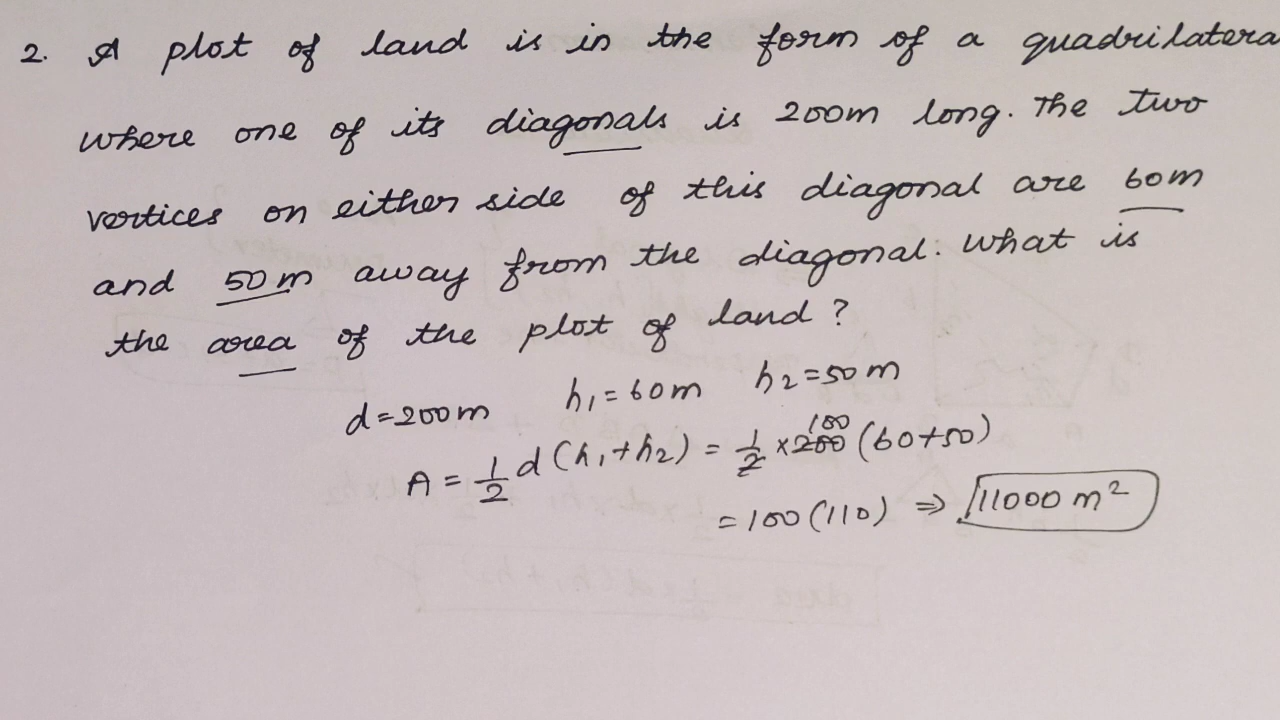 2. A plot of land is in the form of a quadrilatera
where one of its diagonals is 200m long. The two
vertices on either side of this diagonal are 60m
and 50m away from the diagonal. What is
the area of the plot of land?
d=200m h₁=60m h₂=50m
A = 1/2 d (h₁+h₂) = 1/2 × 200 100 (60+50)
= 100 (110) ⇒ 11000 m²